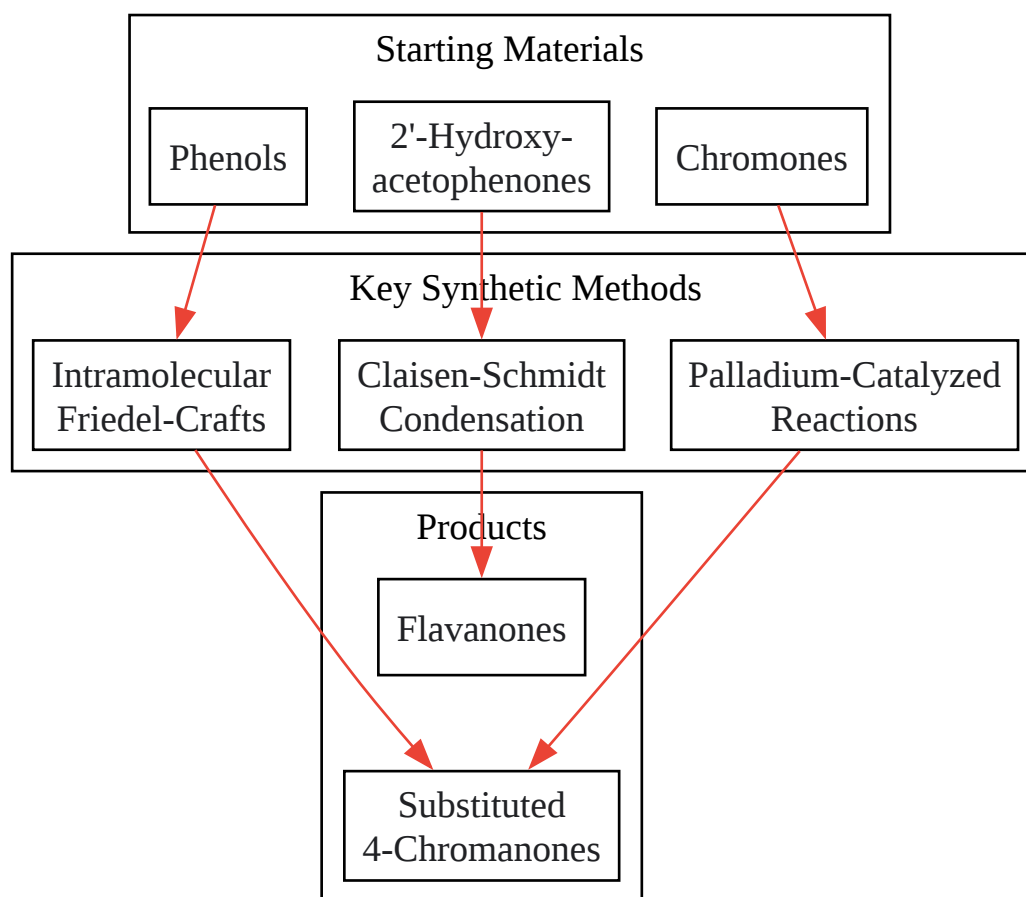 Starting Materials
Phenols
2'-Hydroxy-
acetophenones
Chromones
Key Synthetic Methods
Intramolecular
Friedel-Crafts
Claisen-Schmidt
Condensation
Palladium-Catalyzed
Reactions
Products
Flavanones
Substituted
4-Chromanones